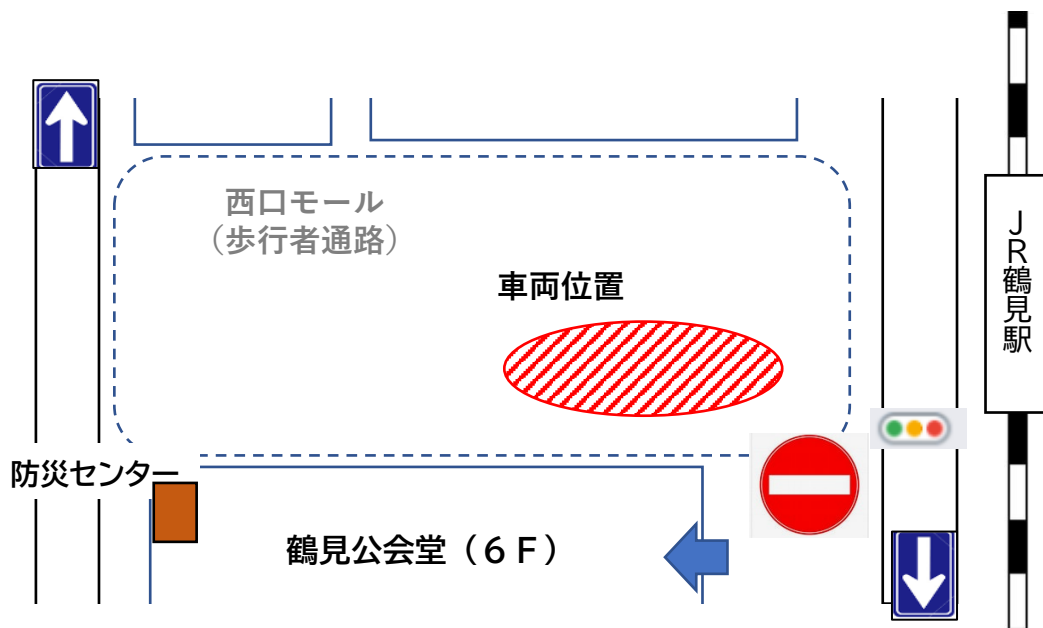 西口モール
（歩行者通路）
車両位置
ＪＲ鶴見駅
防災センター
鶴見公会堂（６Ｆ）